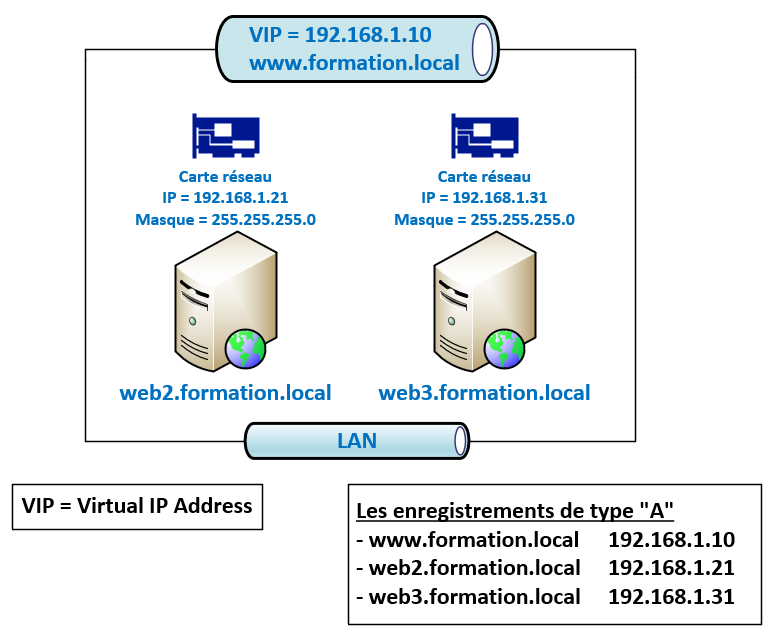 VIP = 192.168.1.10
www.formation.local
Carte réseau
IP = 192.168.1.21
Masque = 255.255.255.0
Carte réseau
IP = 192.168.1.31
Masque = 255.255.255.0
web2.formation.local
web3.formation.local
LAN
VIP = Virtual IP Address
Les enregistrements de type "A"
- www.formation.local 192.168.1.10
- web2.formation.local 192.168.1.21
- web3.formation.local 192.168.1.31